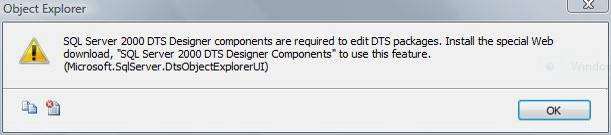 Object Explorer
SQL Server 2000 DTS Designer components are required to edit DTS packages. Install the special Web
download, "SQL Server 2000 DTS Designer Components" to use this feature.
(Microsoft.SqlServer.DtsObjectExplorerUI)
Window
OK